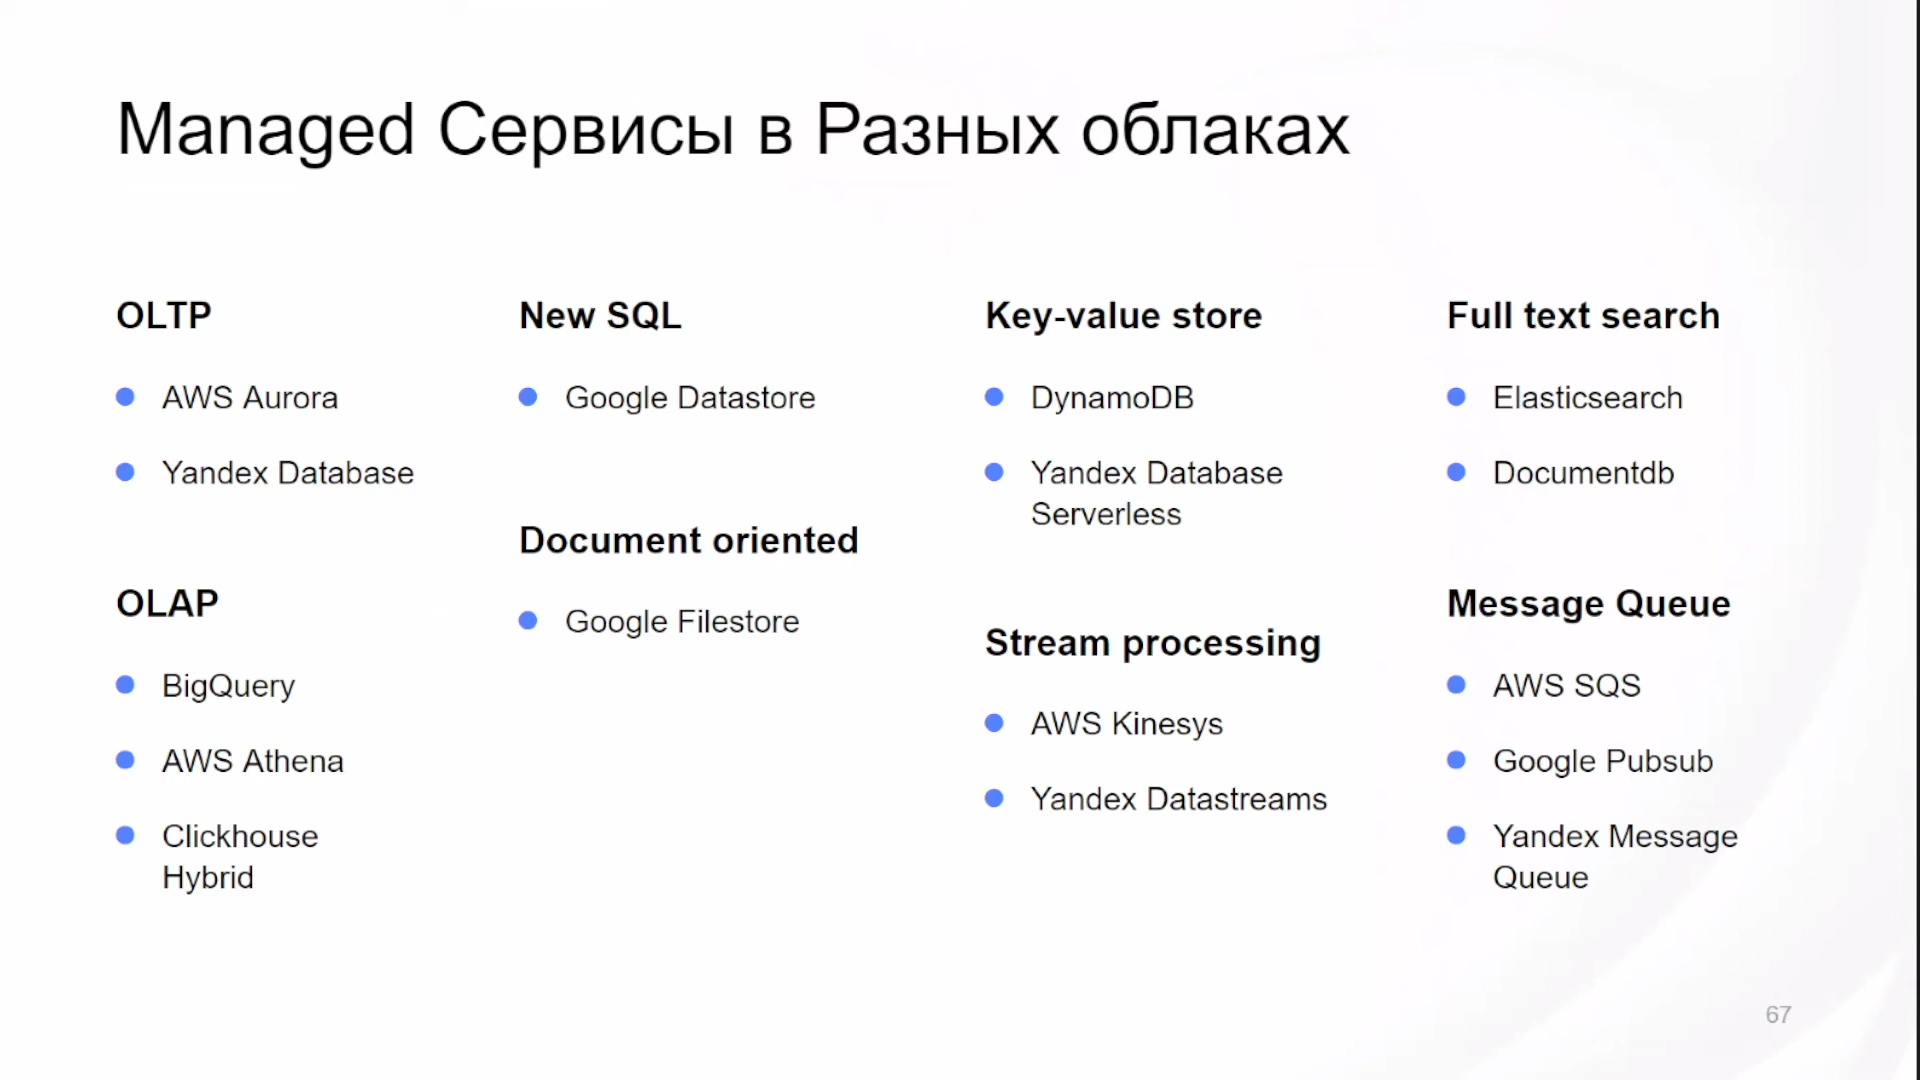 Managed Сервисы в Разных облаках
OLTP
AWS Aurora
Yandex Database
OLAP
BigQuery
AWS Athena
Clickhouse
Hybrid
New SQL
Google Datastore
Document oriented
Google Filestore
Key-value store
DynamoDB
Yandex Database
Serverless
Stream processing
AWS Kinesys
Yandex Datastreams
Full text search
Elasticsearch
Documentdb
Message Queue
AWS SQS
Google Pubsub
Yandex Message
Queue
67